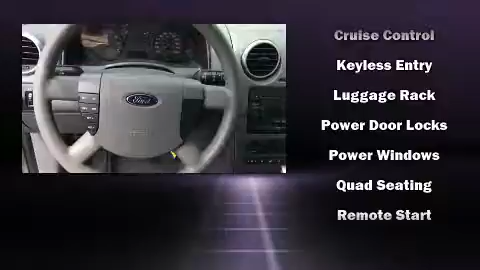 Ford
Cruise Control
Keyless Entry
Luggage Rack
Power Door Locks
Power Windows
Quad Seating
Remote Start